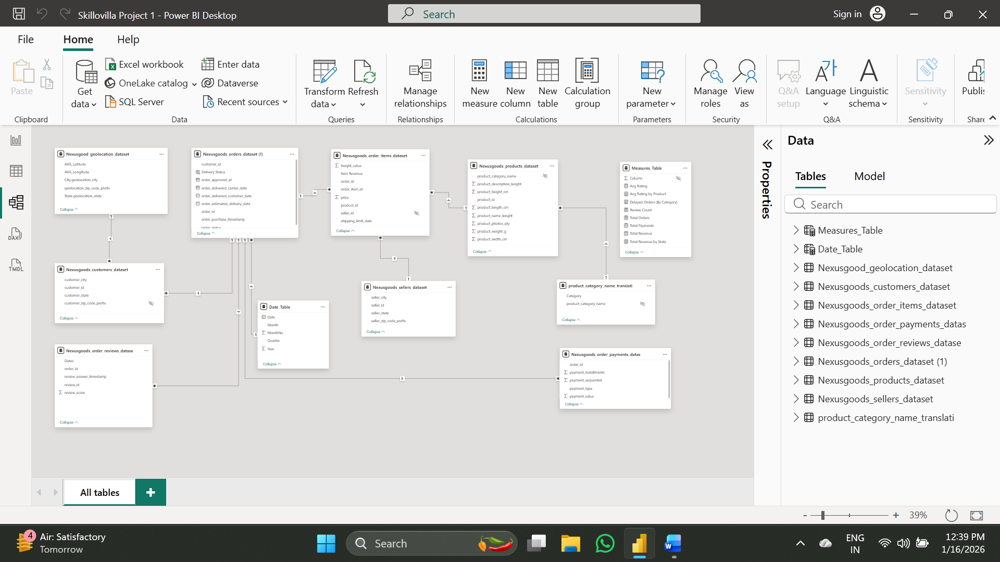 Skillovilla Project 1 - Power BI Desktop
Search
Sign in
File
Home
Help
Paste
Clipboard
Get data
Excel workbook
OneLake catalog
SQL Server
Enter data
Dataverse
Recent sources
Data
Transform data
Refresh
Queries
Manage relationships
Relationships
New measure
New column
New table
Calculation group
Calculations
New parameter
Parameters
Manage roles
View as
Security
Q&A setup
Language
Linguistic schema
Q&A
Sensitivity
Sensitivity
Publis
Share
DAX
TMDL
Nexusgood_geolocation_dataset
AVG_Latitude
AVG_Longitude
City.geolocation_city
geolocation_zip_code_prefix
State.geolocation_state
Collapse
Nexusgoods_orders_dataset (1)
customer_id
Delivery Status
order_approved_at
order_delivered_carrier_date
order_delivered_customer_date
order_estimated_delivery_date
order_id
order_purchase_timestamp
order_status
Collapse
Nexusgoods_order_items_dataset
freight_value
Item Revenue
order_id
order_item_id
price
product_id
seller_id
shipping_limit_date
Collapse
Nexusgoods_products_dataset
product_category_name
product_description_lenght
product_height_cm
product_id
product_length_cm
product_name_lenght
product_photos_qty
product_weight_g
product_width_cm
Collapse
Measures_Table
Column
Avg Rating
Avg Rating by Product
Delayed Orders (By Category)
Review Count
Total Orders
Total Payments
Total Revenue
Total Revenue by State
Collapse
Nexusgoods_customers_dataset
customer_city
customer_id
customer_state
customer_zip_code_prefix
Collapse
Date_Table
Date
Month
MonthNo
Quarter
Year
Collapse
Nexusgoods_sellers_dataset
seller_city
seller_id
seller_state
seller_zip_code_prefix
Collapse
product_category_name_translati
Category
product_category_name
Collapse
Nexusgoods_order_reviews_datase
Dates
order_id
review_answer_timestamp
review_id
review_score
Collapse
Nexusgoods_order_payments_datas
order_id
payment_installments
payment_sequential
payment_type
payment_value
Collapse
Properties
Data
Tables
Model
Search
Measures_Table
Date_Table
Nexusgood_geolocation_dataset
Nexusgoods_customers_dataset
Nexusgoods_order_items_dataset
Nexusgoods_order_payments_datas
Nexusgoods_order_reviews_datase
Nexusgoods_orders_dataset (1)
Nexusgoods_products_dataset
Nexusgoods_sellers_dataset
product_category_name_translati
All tables
39%
4
Air: Satisfactory
Tomorrow
Search
ENG
IN
12:39 PM
1/16/2026